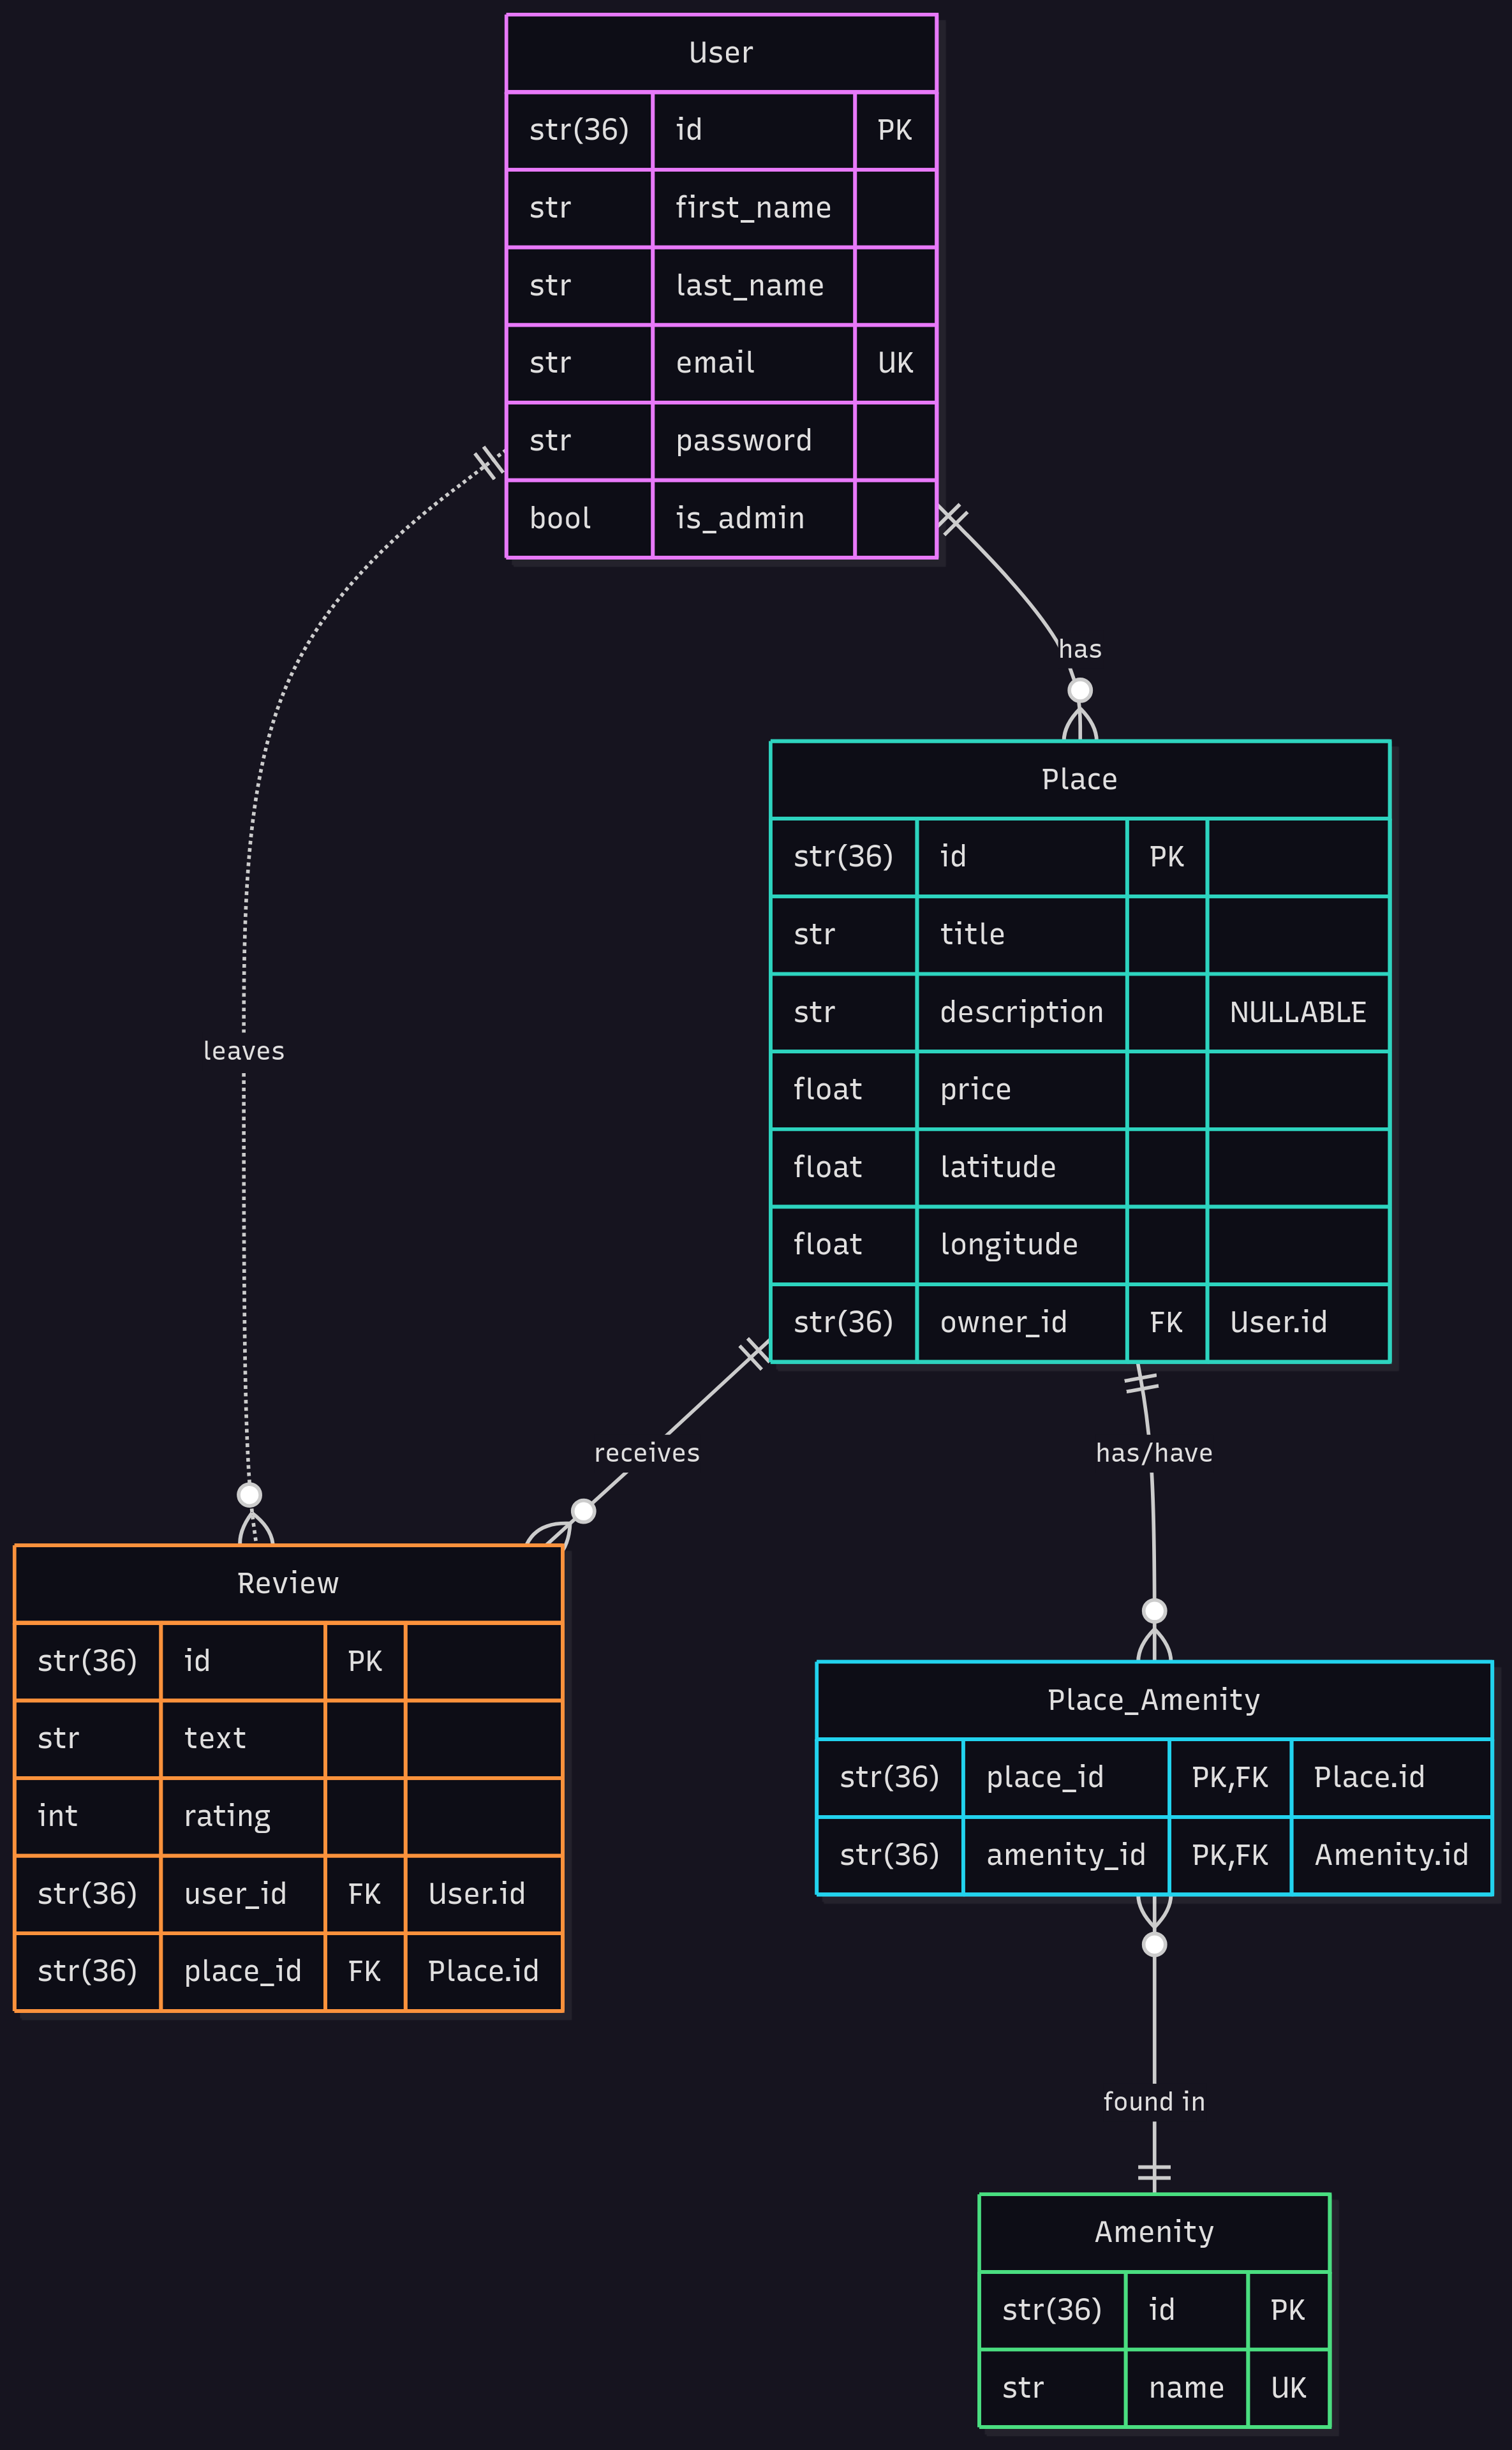 User
str(36) id PK
str first_name
str last_name
str email UK
str password
bool is_admin
has
Place
str(36) id PK
str title
str description NULLABLE
float price
float latitude
float longitude
str(36) owner_id FK User.id
leaves
receives
has/have
Review
str(36) id PK
str text
int rating
str(36) user_id FK User.id
str(36) place_id FK Place.id
Place_Amenity
str(36) place_id PK,FK Place.id
str(36) amenity_id PK,FK Amenity.id
found in
Amenity
str(36) id PK
str name UK